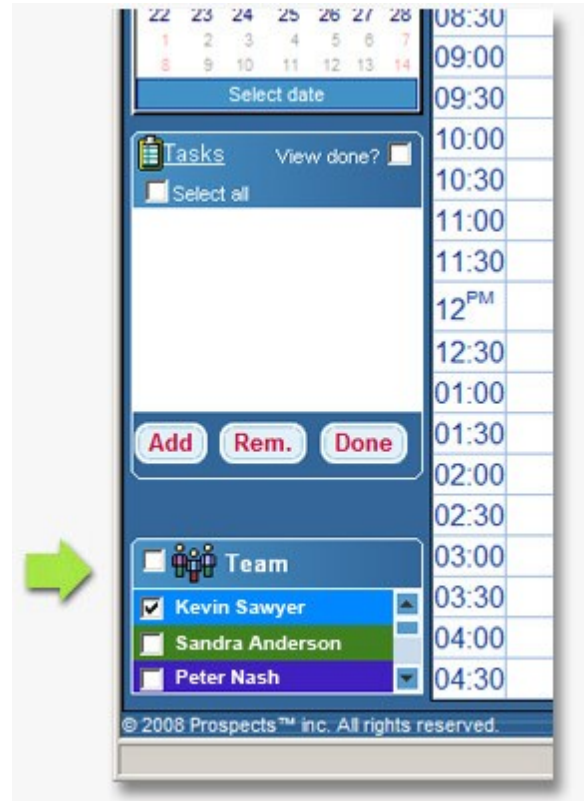 22 23 24 25 26 27 28
1 2 3 4 5 6 7
8 9 10 11 12 13 14
Select date
Tasks View done?
Select all
Add Rem. Done
Team
Kevin Sawyer
Sandra Anderson
Peter Nash
08:30
09:00
09:30
10:00
10:30
11:00
11:30
12PM
12:30
01:00
01:30
02:00
02:30
03:00
03:30
04:00
04:30
© 2008 Prospects™ inc. All rights reserved.